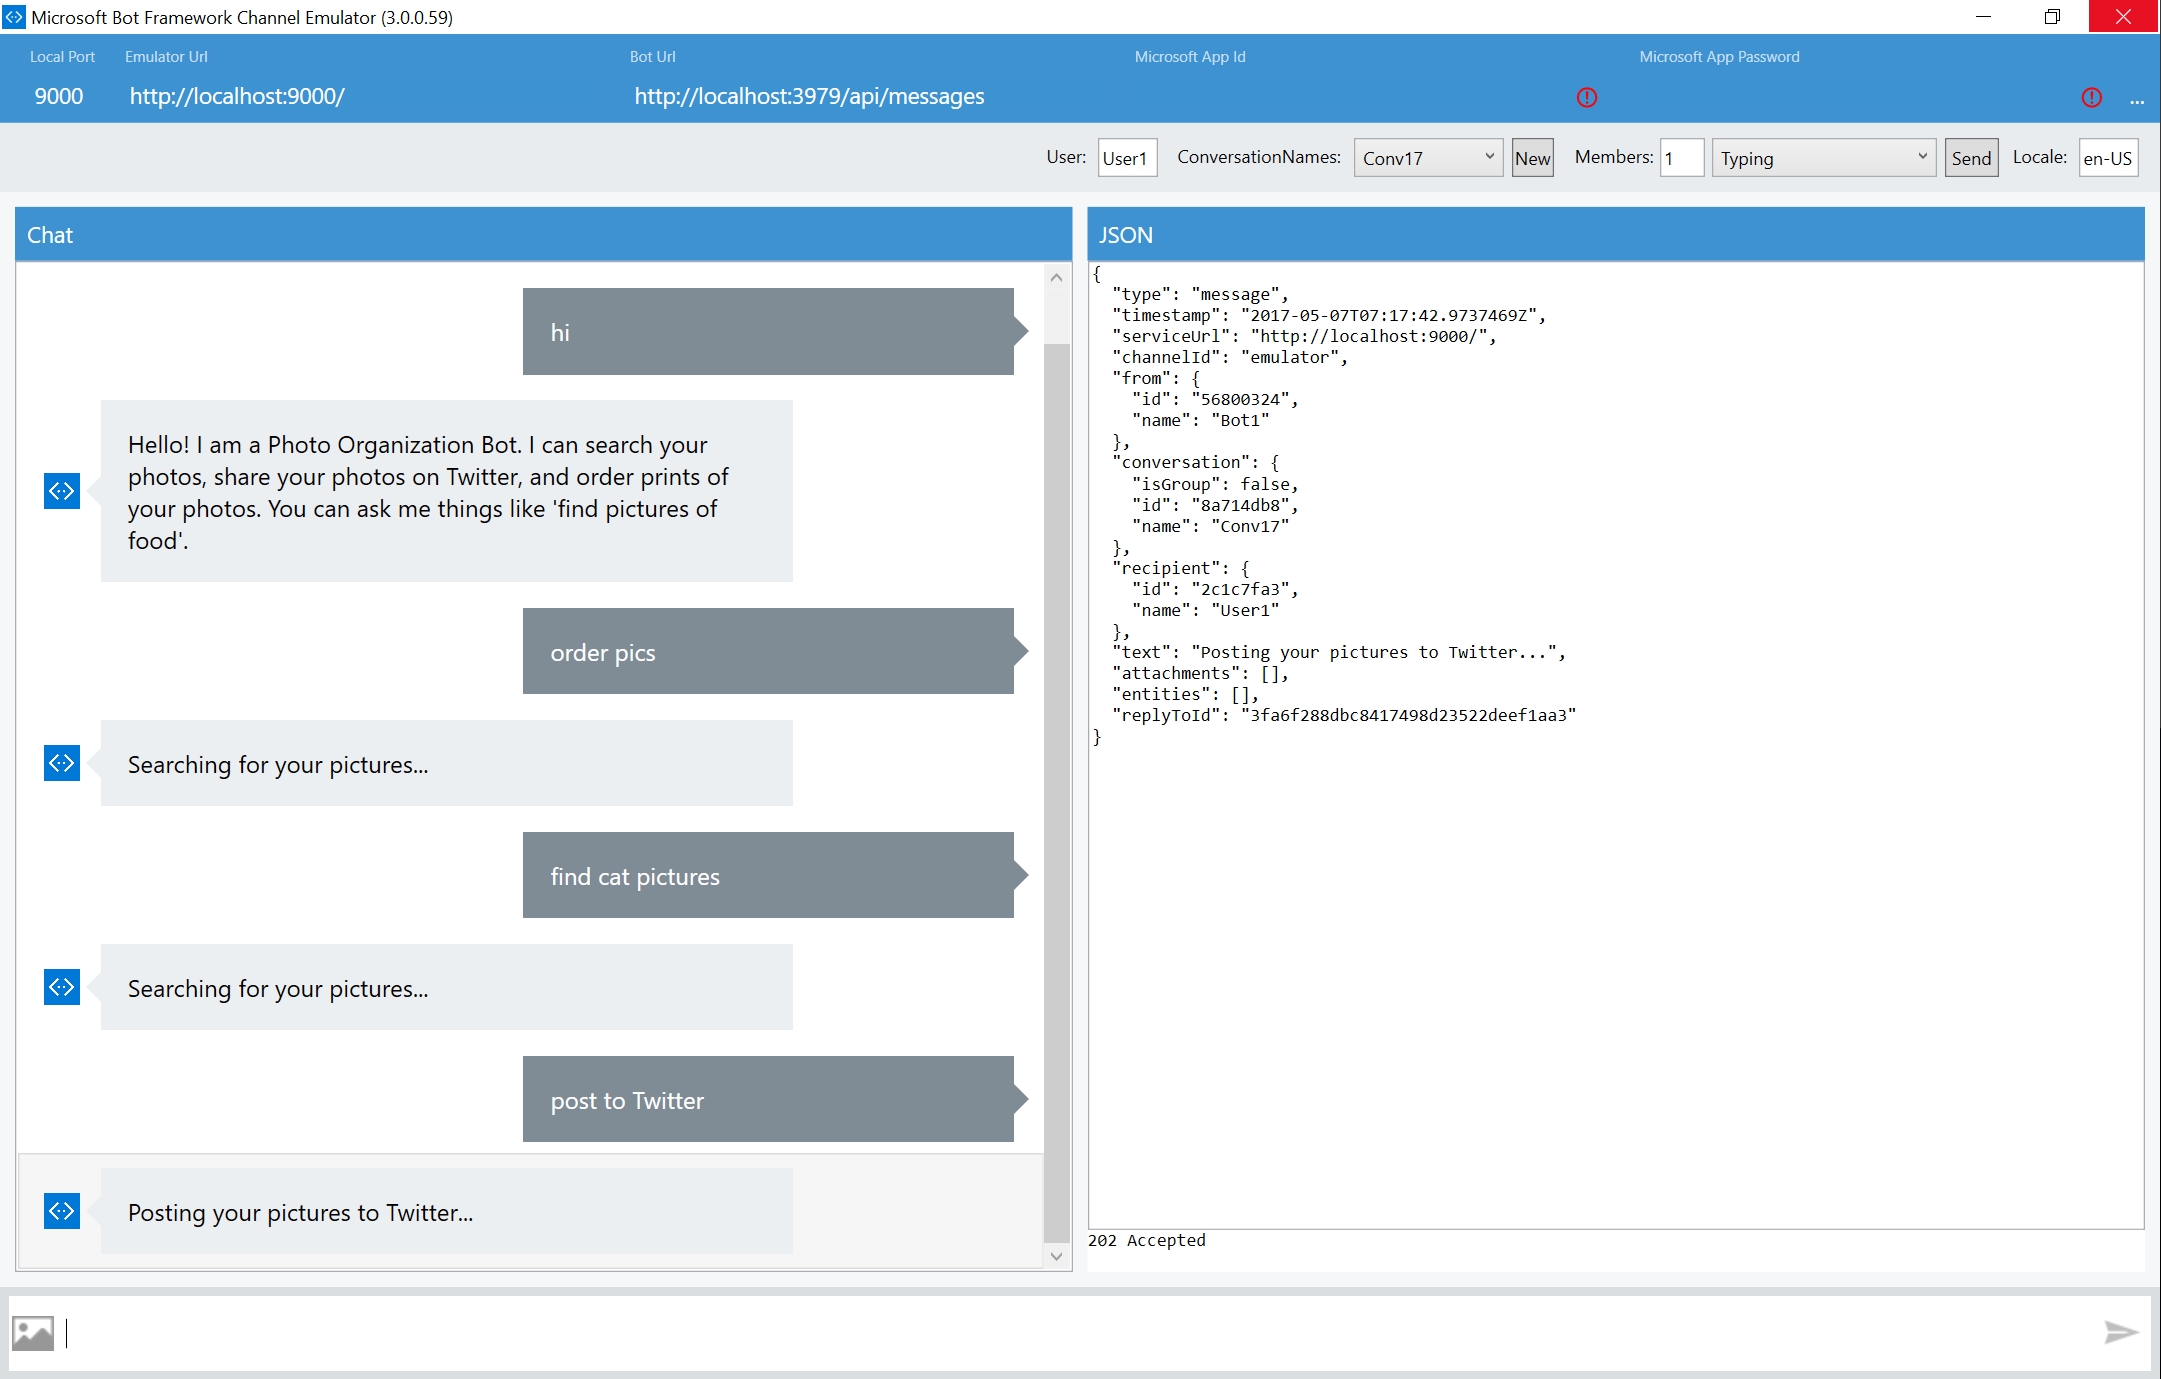 Microsoft Bot Framework Channel Emulator (3.0.0.59)
Local Port Emulator Url Bot Url Microsoft App Id Microsoft App Password
9000 http://localhost:9000/ http://localhost:3979/api/messages ...
User: User1 ConversationNames: Conv17 New Members: 1 Typing Send Locale: en-US
Chat
hi
Hello! I am a Photo Organization Bot. I can search your
photos, share your photos on Twitter, and order prints of
your photos. You can ask me things like 'find pictures of
food'.
order pics
Searching for your pictures...
find cat pictures
Searching for your pictures...
post to Twitter
Posting your pictures to Twitter...
JSON
{
  "type": "message",
  "timestamp": "2017-05-07T07:17:42.9737469Z",
  "serviceUrl": "http://localhost:9000/",
  "channelId": "emulator",
  "from": {
    "id": "56800324",
    "name": "Bot1"
  },
  "conversation": {
    "isGroup": false,
    "id": "8a714db8",
    "name": "Conv17"
  },
  "recipient": {
    "id": "2c1c7fa3",
    "name": "User1"
  },
  "text": "Posting your pictures to Twitter...",
  "attachments": [],
  "entities": [],
  "replyToId": "3fa6f288dbc8417498d23522deef1aa3"
}
202 Accepted